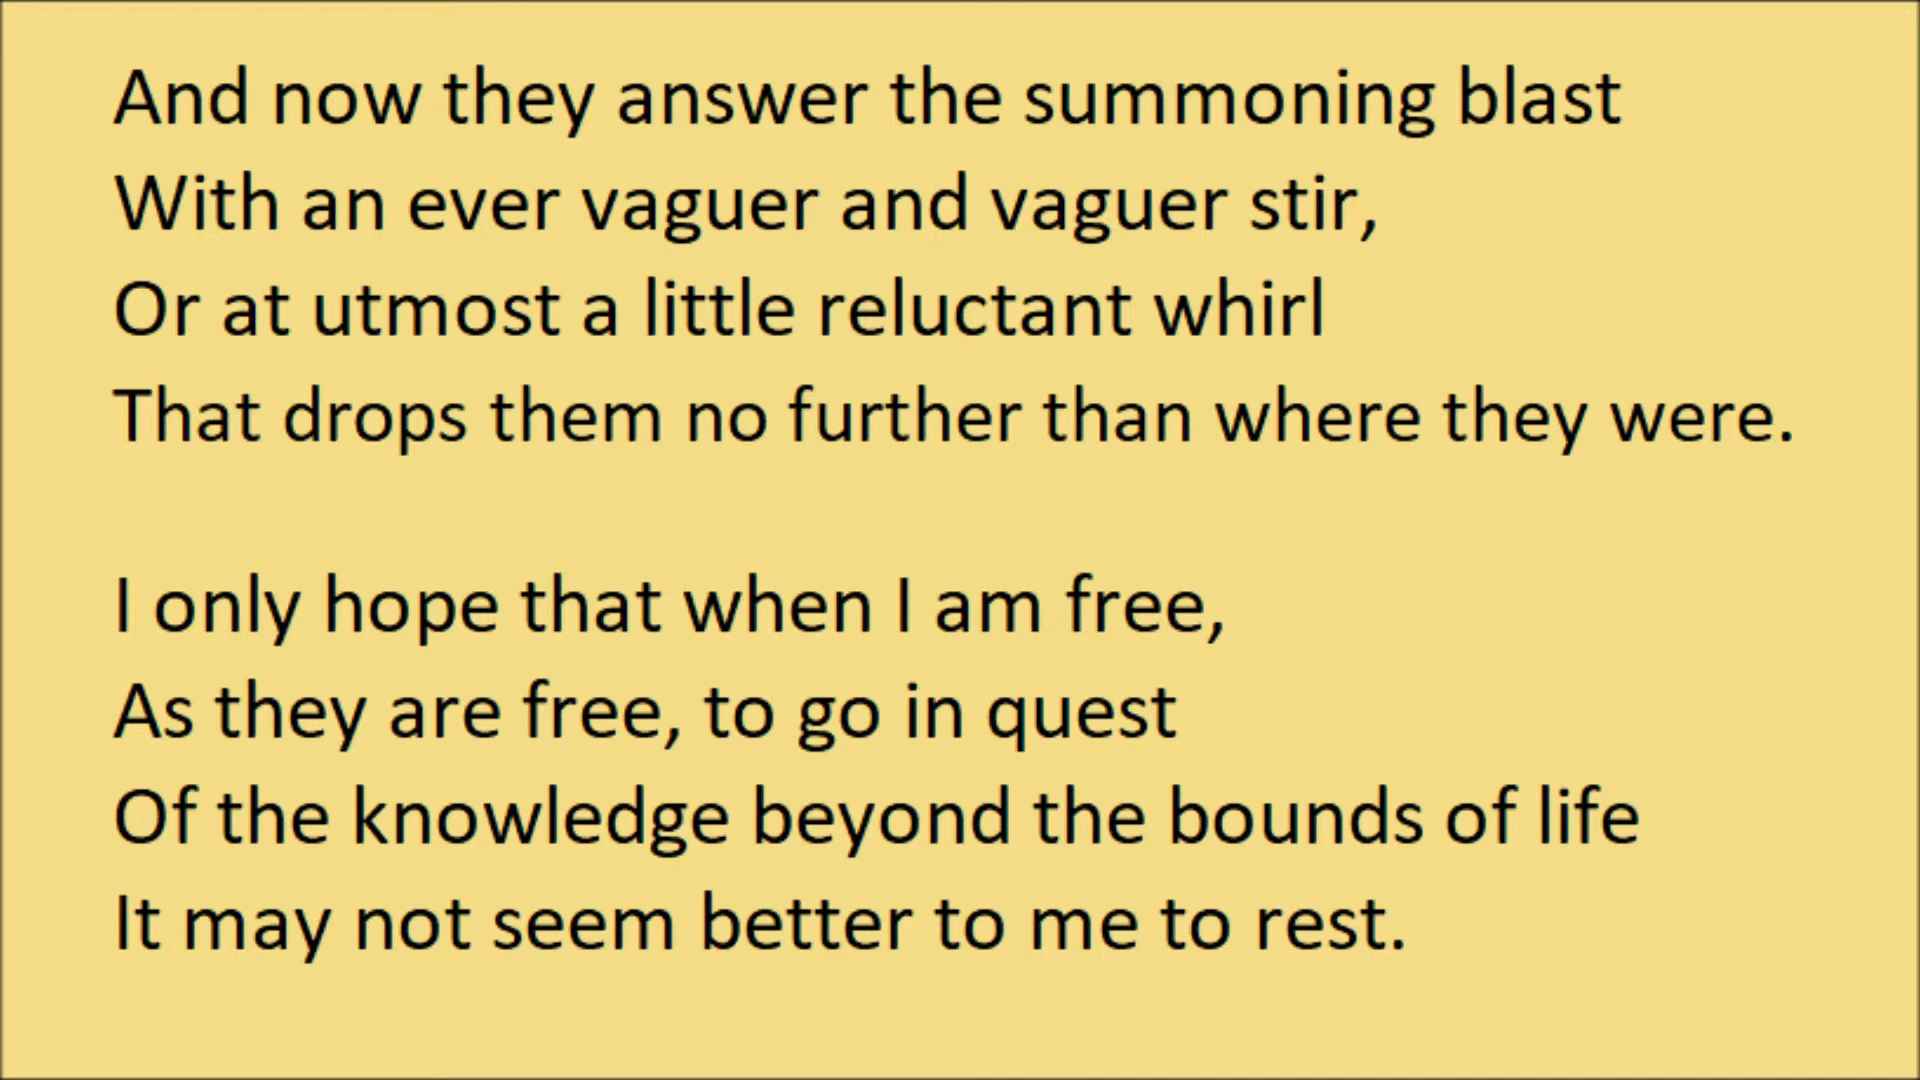 And now they answer the summoning blast
With an ever vaguer and vaguer stir,
Or at utmost a little reluctant whirl
That drops them no further than where they were.
I only hope that when I am free,
As they are free, to go in quest
Of the knowledge beyond the bounds of life
It may not seem better to me to rest.